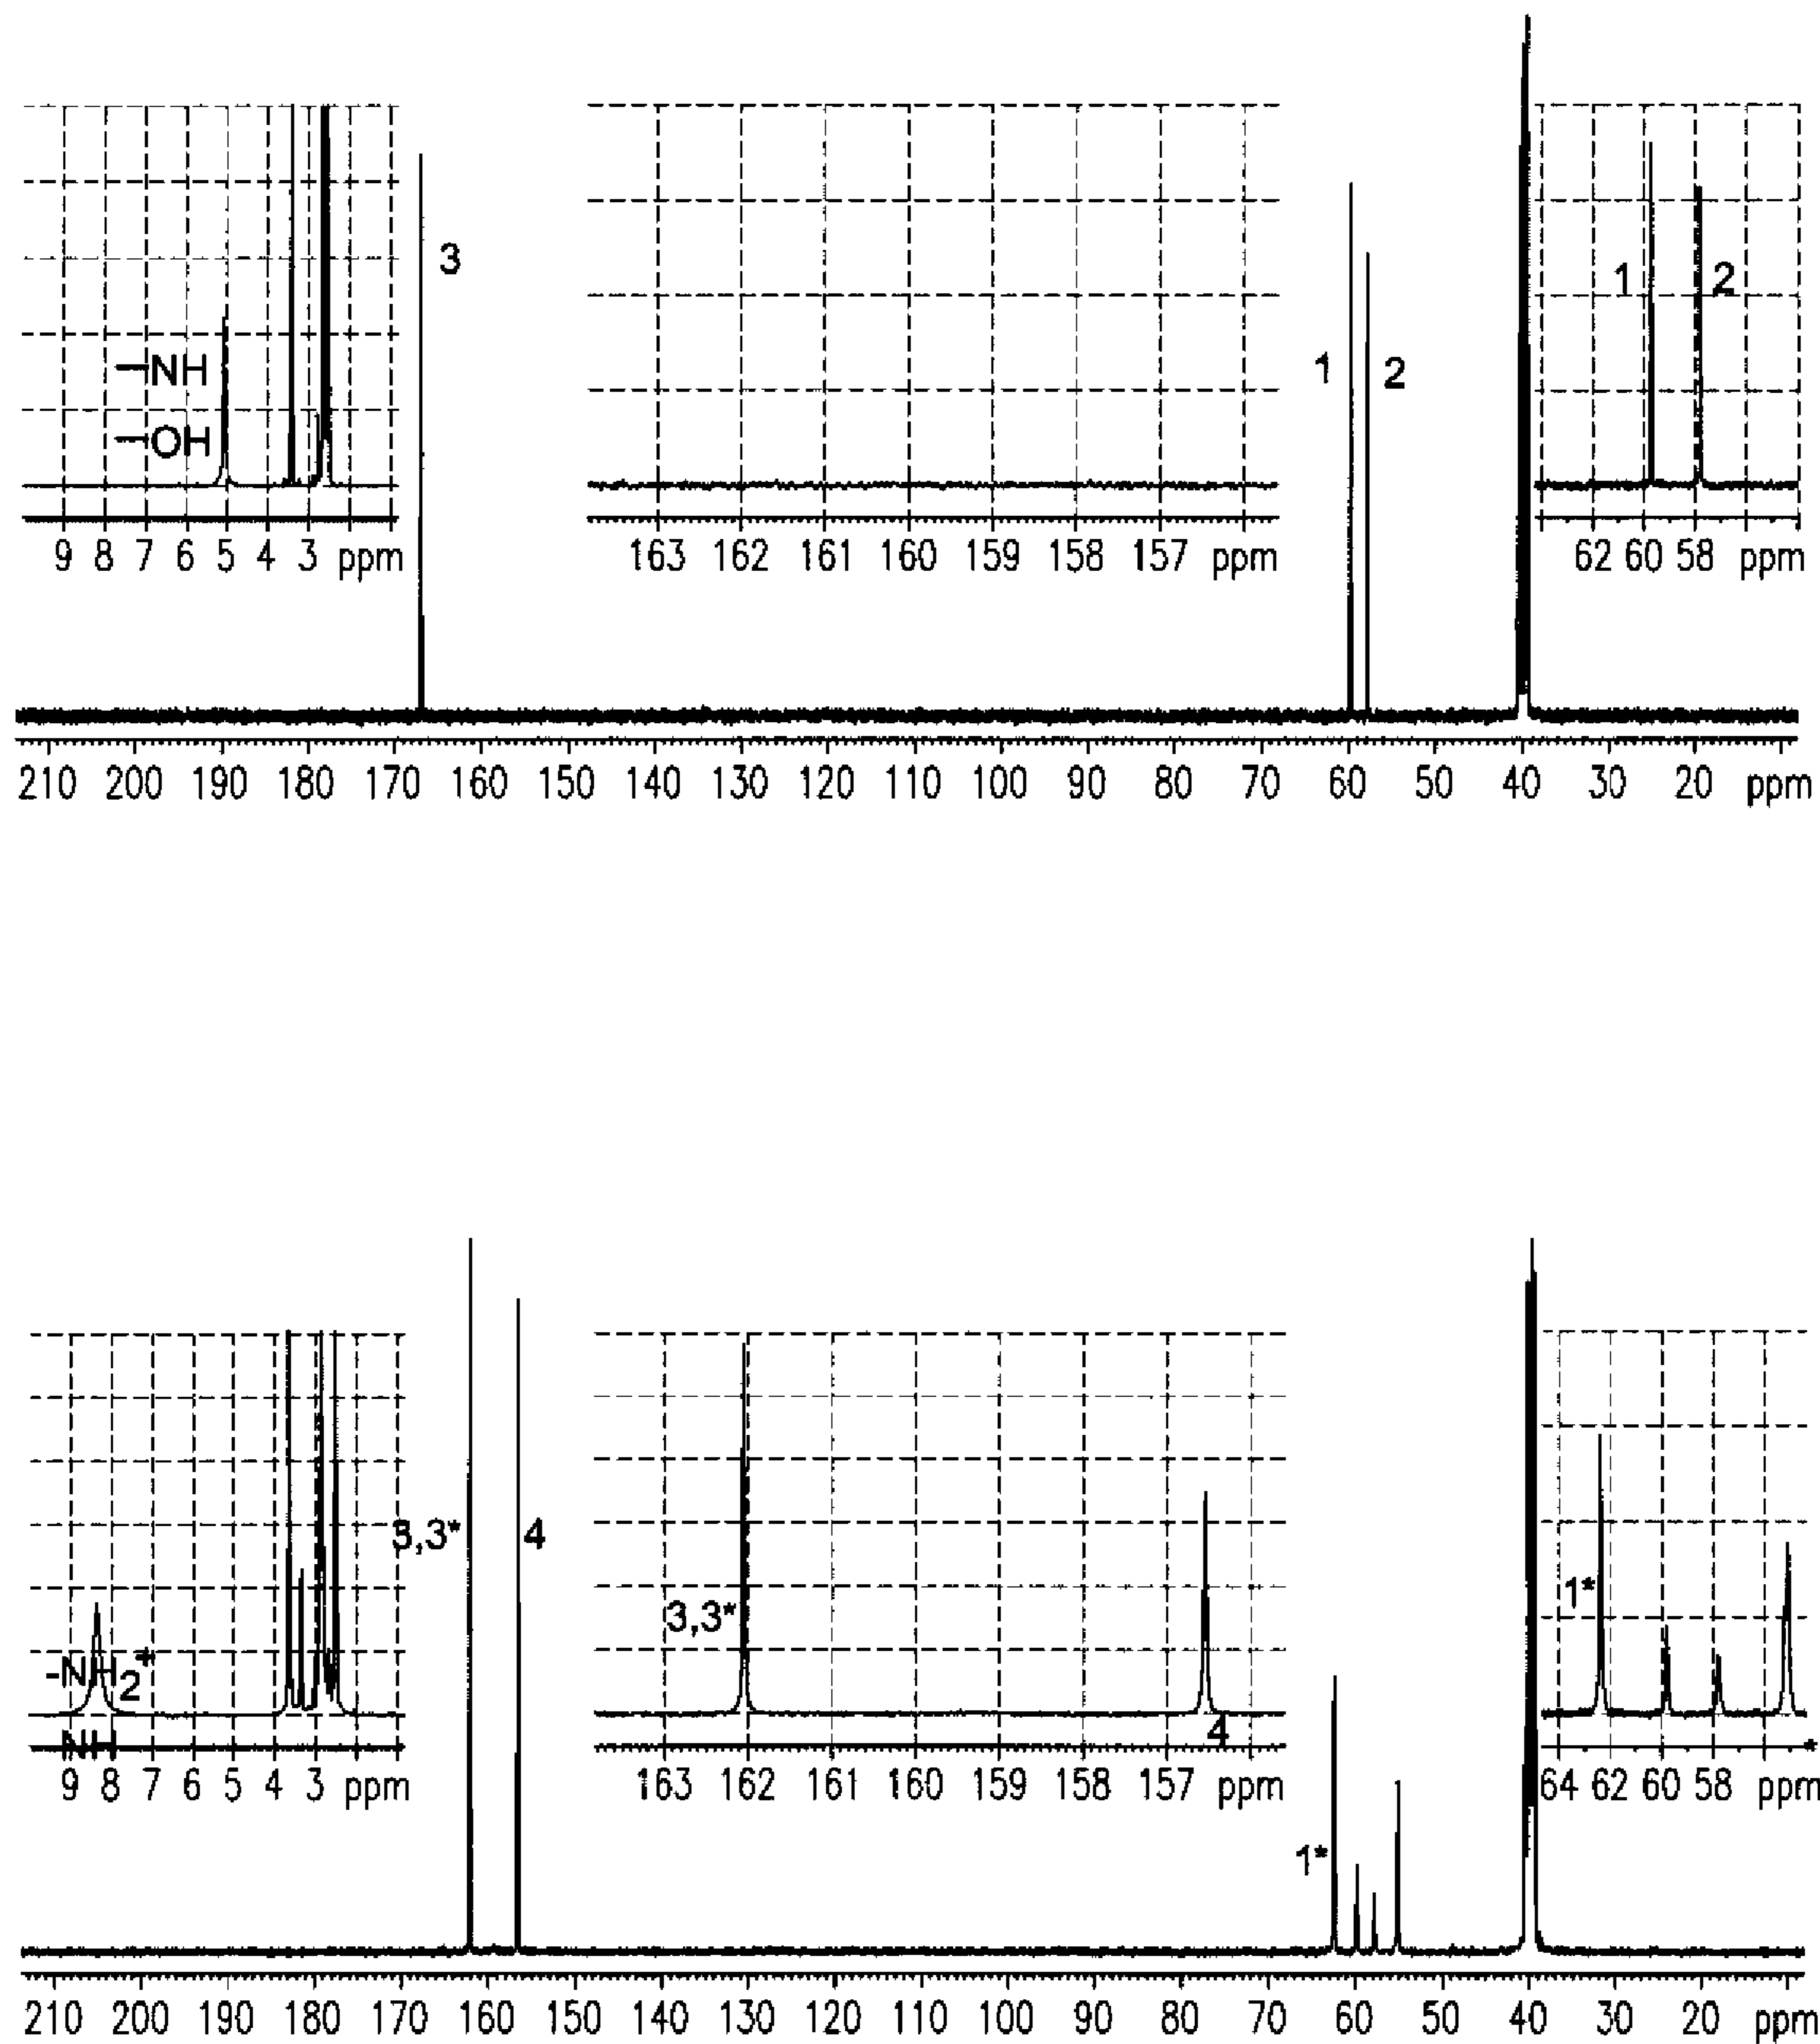 3
—NH
—OH
9 8 7 6 5 4 3 ppm
163 162 161 160 159 158 157 ppm
1 2
62 60 58 ppm
1 2
210 200 190 180 170 160 150 140 130 120 110 100 90 80 70 60 50 40 30 20 ppm
3,3* 4
-NH2+
NH
9 8 7 6 5 4 3 ppm
3,3*
4
163 162 161 160 159 158 157 ppm
1*
*
64 62 60 58 ppm
1*
210 200 190 180 170 160 150 140 130 120 110 100 90 80 70 60 50 40 30 20 ppm